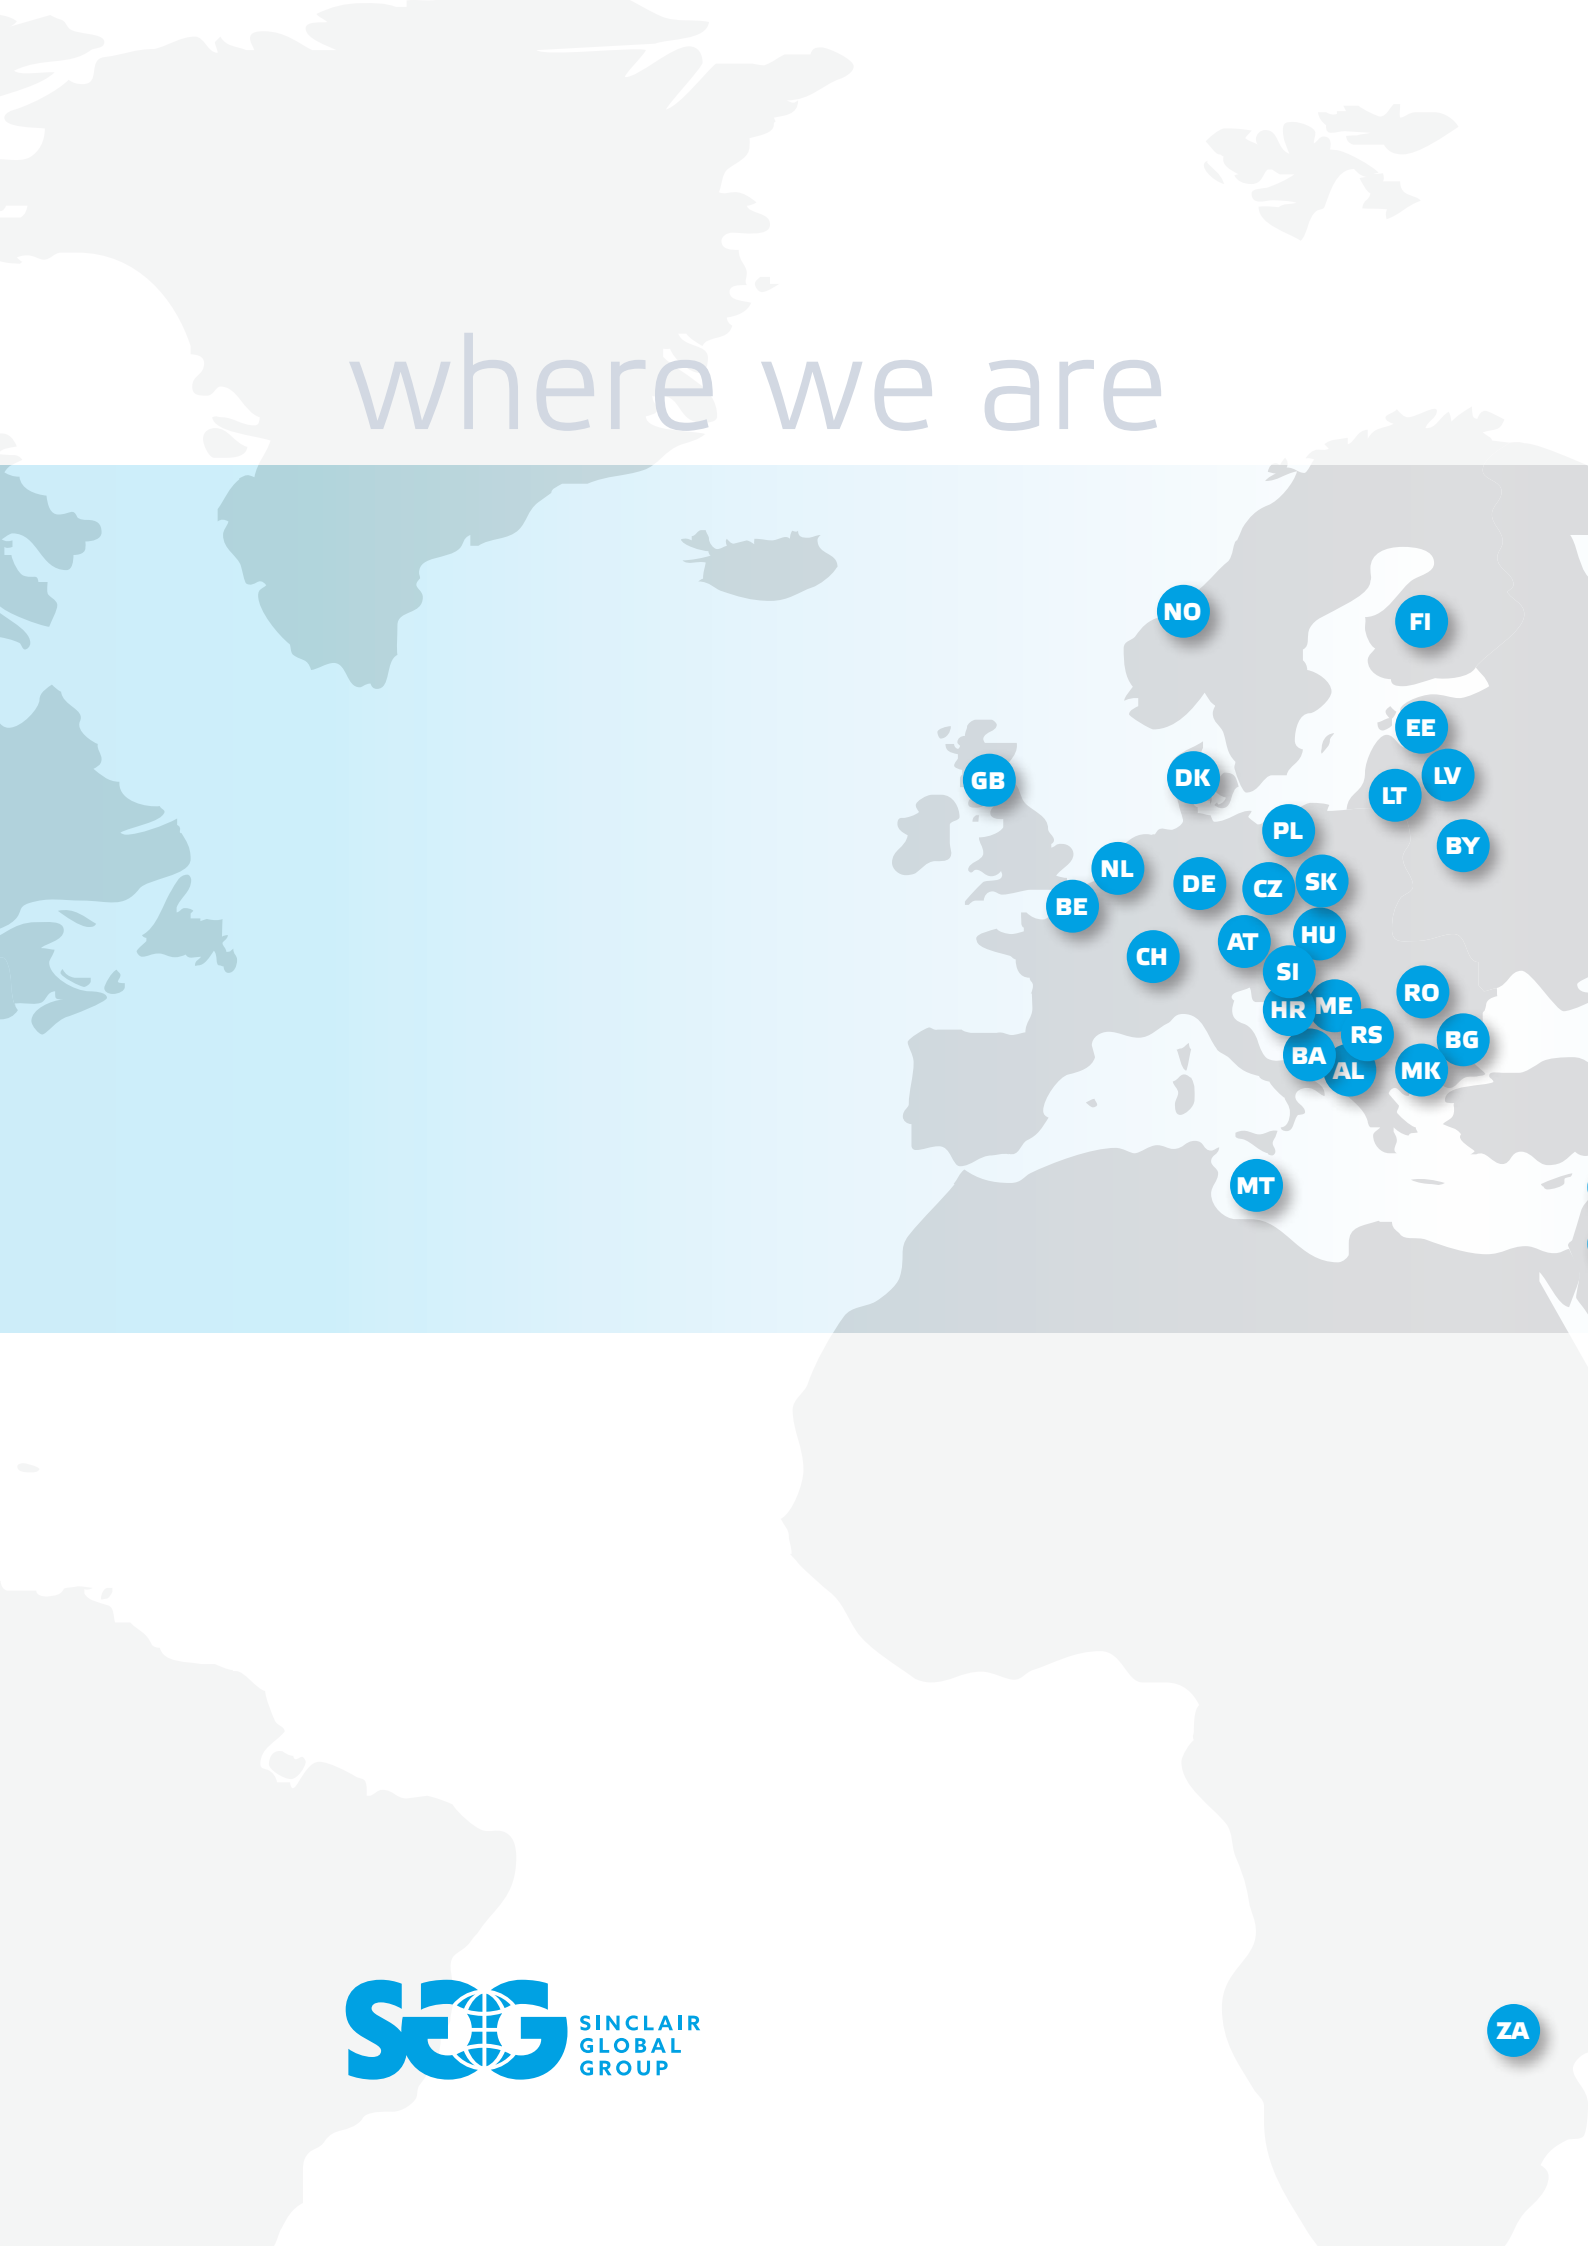 where we are
NO
FI
EE
GB
DK
LV
LT
PL
BY
NL
DE
CZ
SK
BE
AT
HU
CH
SI
RO
HR
ME
RS
BG
BA
AL
MK
MT
ZA
SGG
SINCLAIR
GLOBAL
GROUP